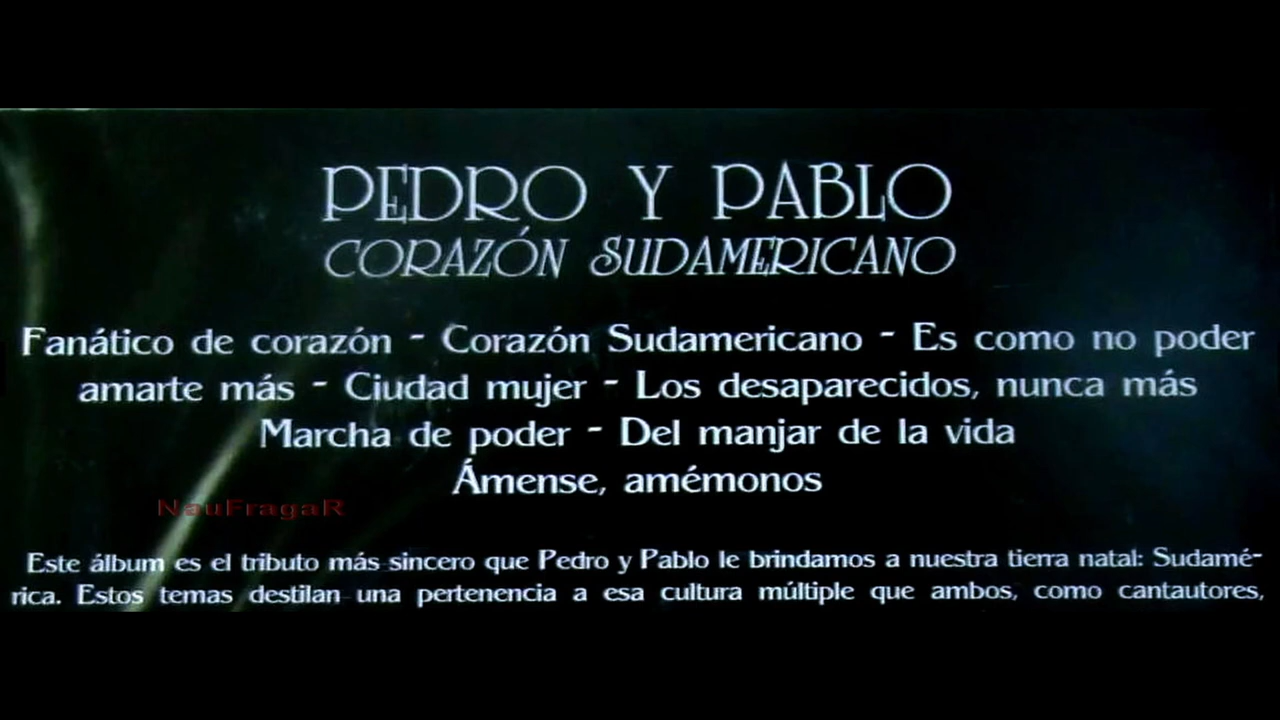 PEDRO Y PABLO
CORAZÓN SUDAMERICANO
Fanático de corazón - Corazón Sudamericano - Es como no poder
amarte más - Ciudad mujer - Los desaparecidos, nunca más
Marcha de poder - Del manjar de la vida
Ámense, amémonos
NauFragaR
Este álbum es el tributo más sincero que Pedro y Pablo le brindamos a nuestra tierra natal: Sudamé-
rica. Estos temas destilan una pertenencia a esa cultura múltiple que ambos, como cantautores,